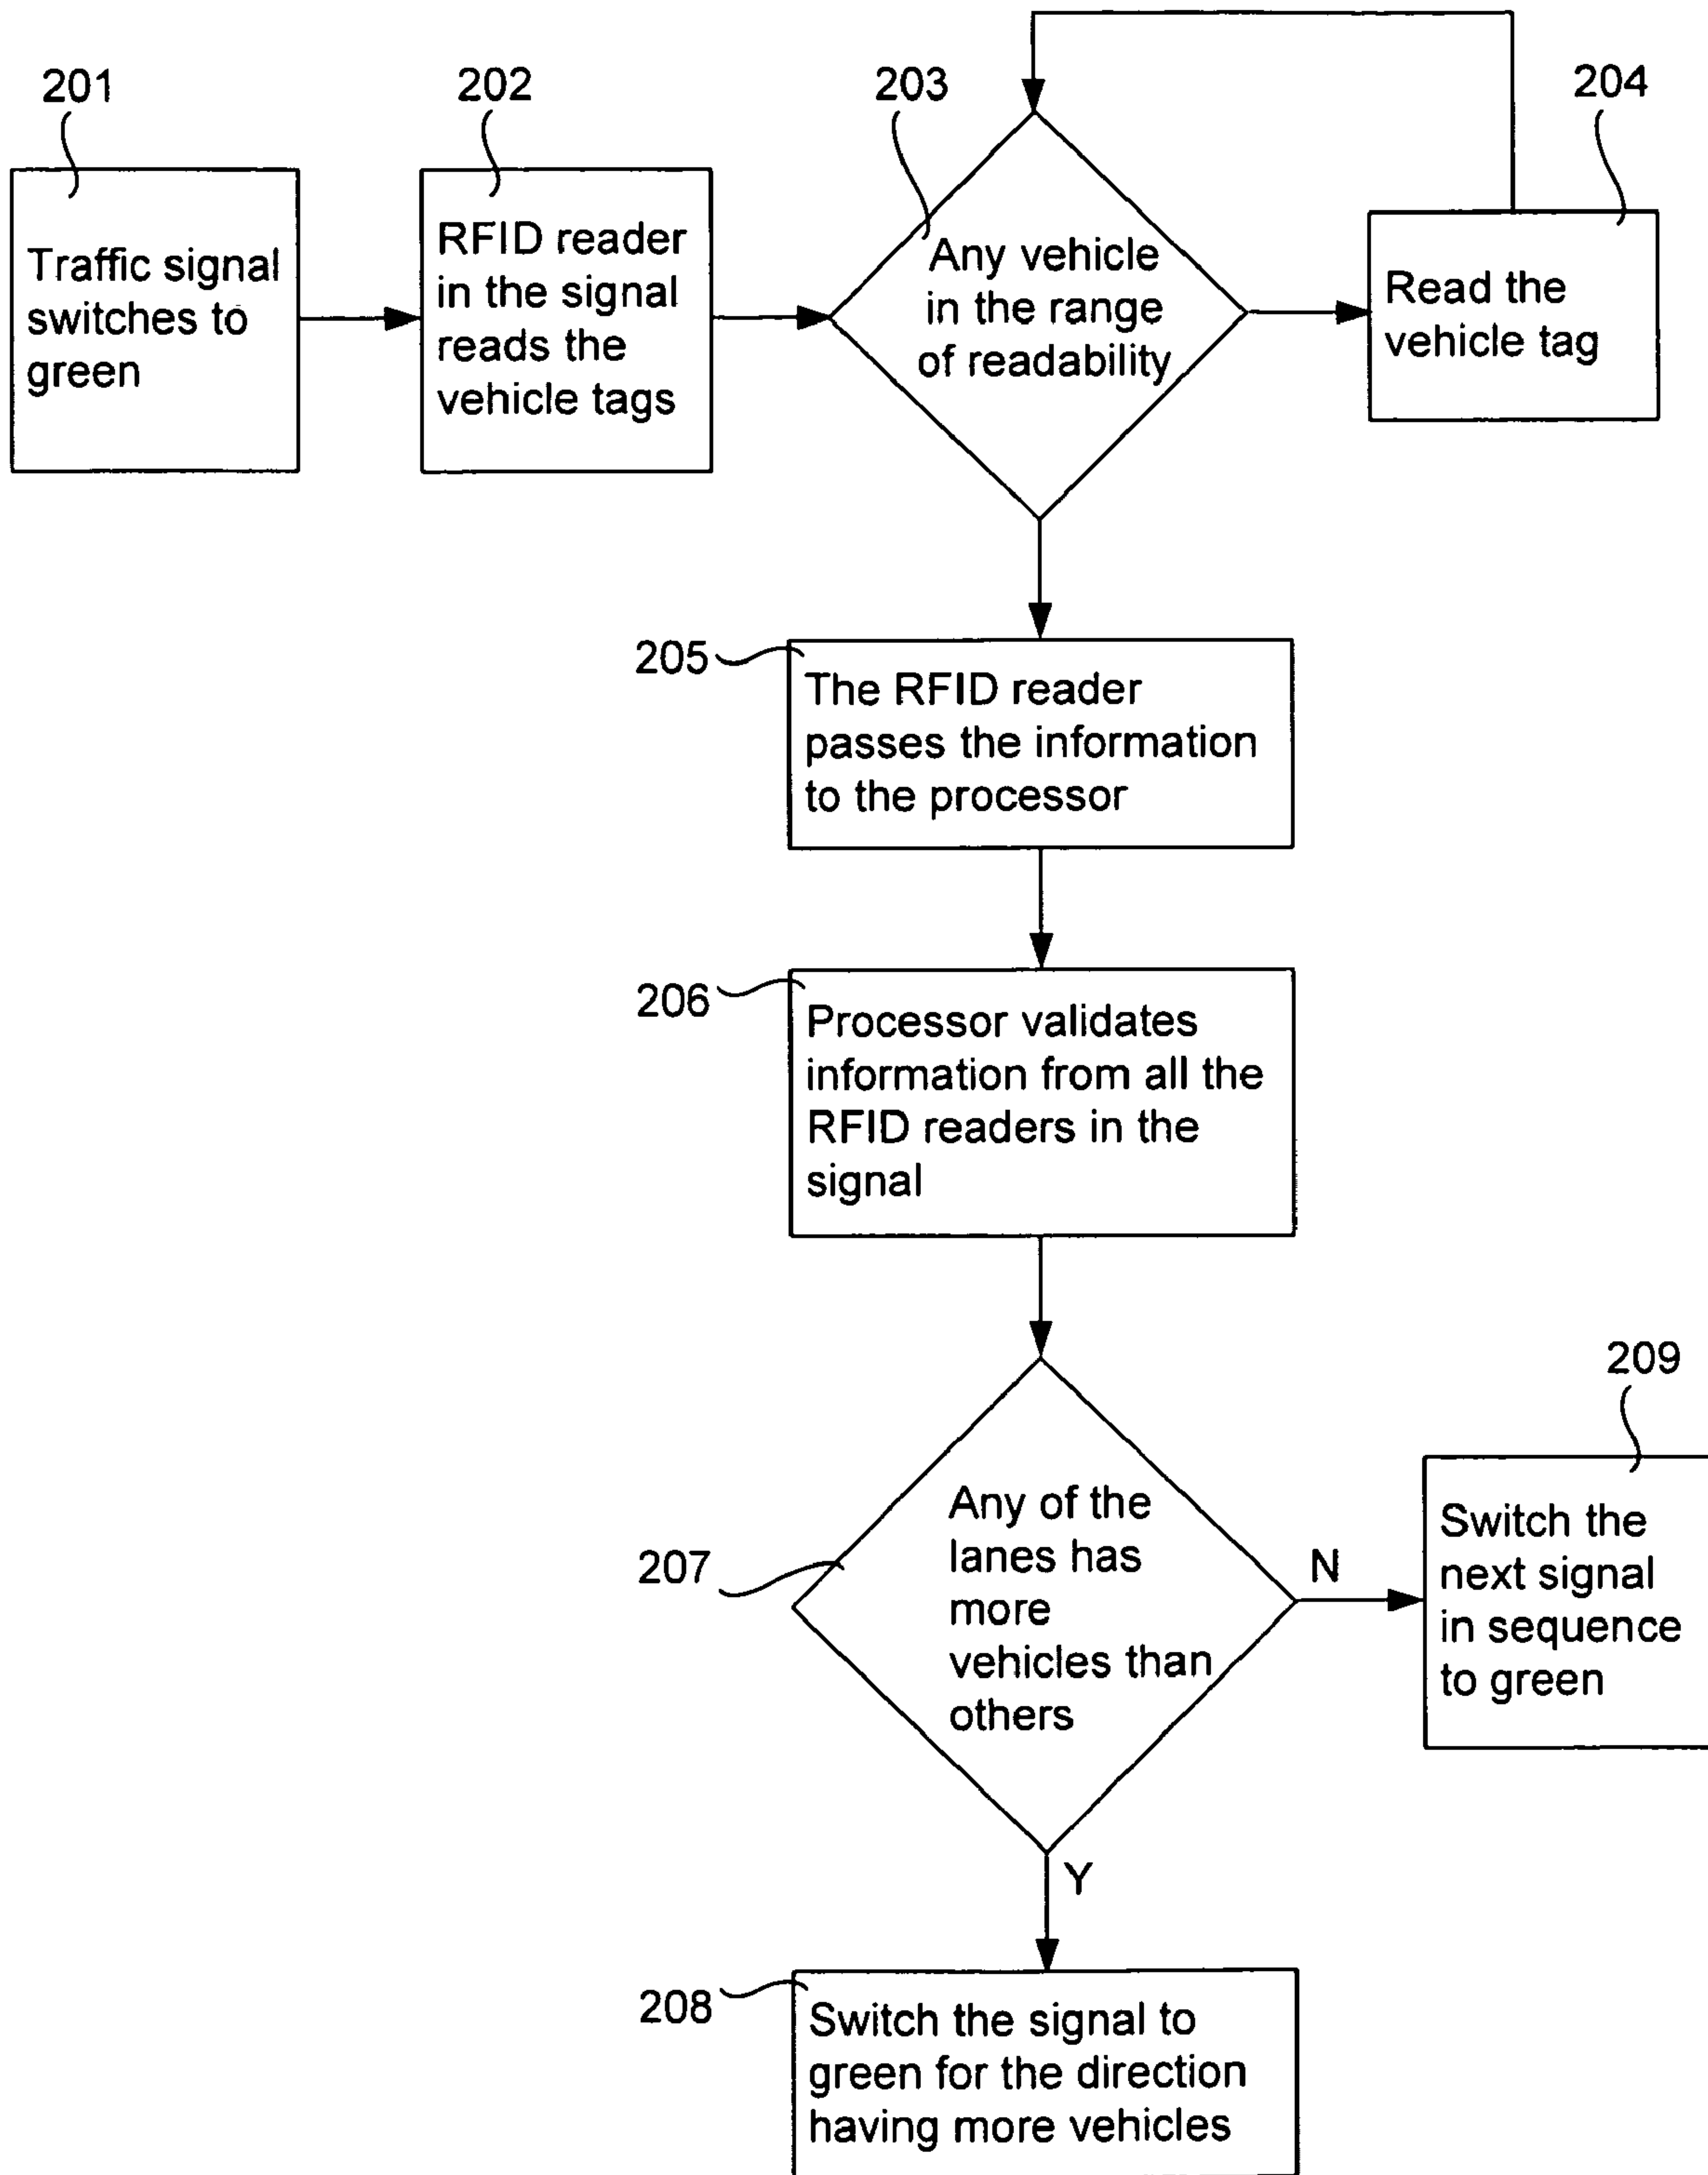 201
Traffic signal
switches to
green
202
RFID reader
in the signal
reads the
vehicle tags
203
Any vehicle
in the range
of readability
204
Read the
vehicle tag
205
The RFID reader
passes the information
to the processor
206
Processor validates
information from all the
RFID readers in the
signal
207
Any of the
lanes has
more
vehicles than
others
N
209
Switch the
next signal
in sequence
to green
Y
208
Switch the signal to
green for the direction
having more vehicles